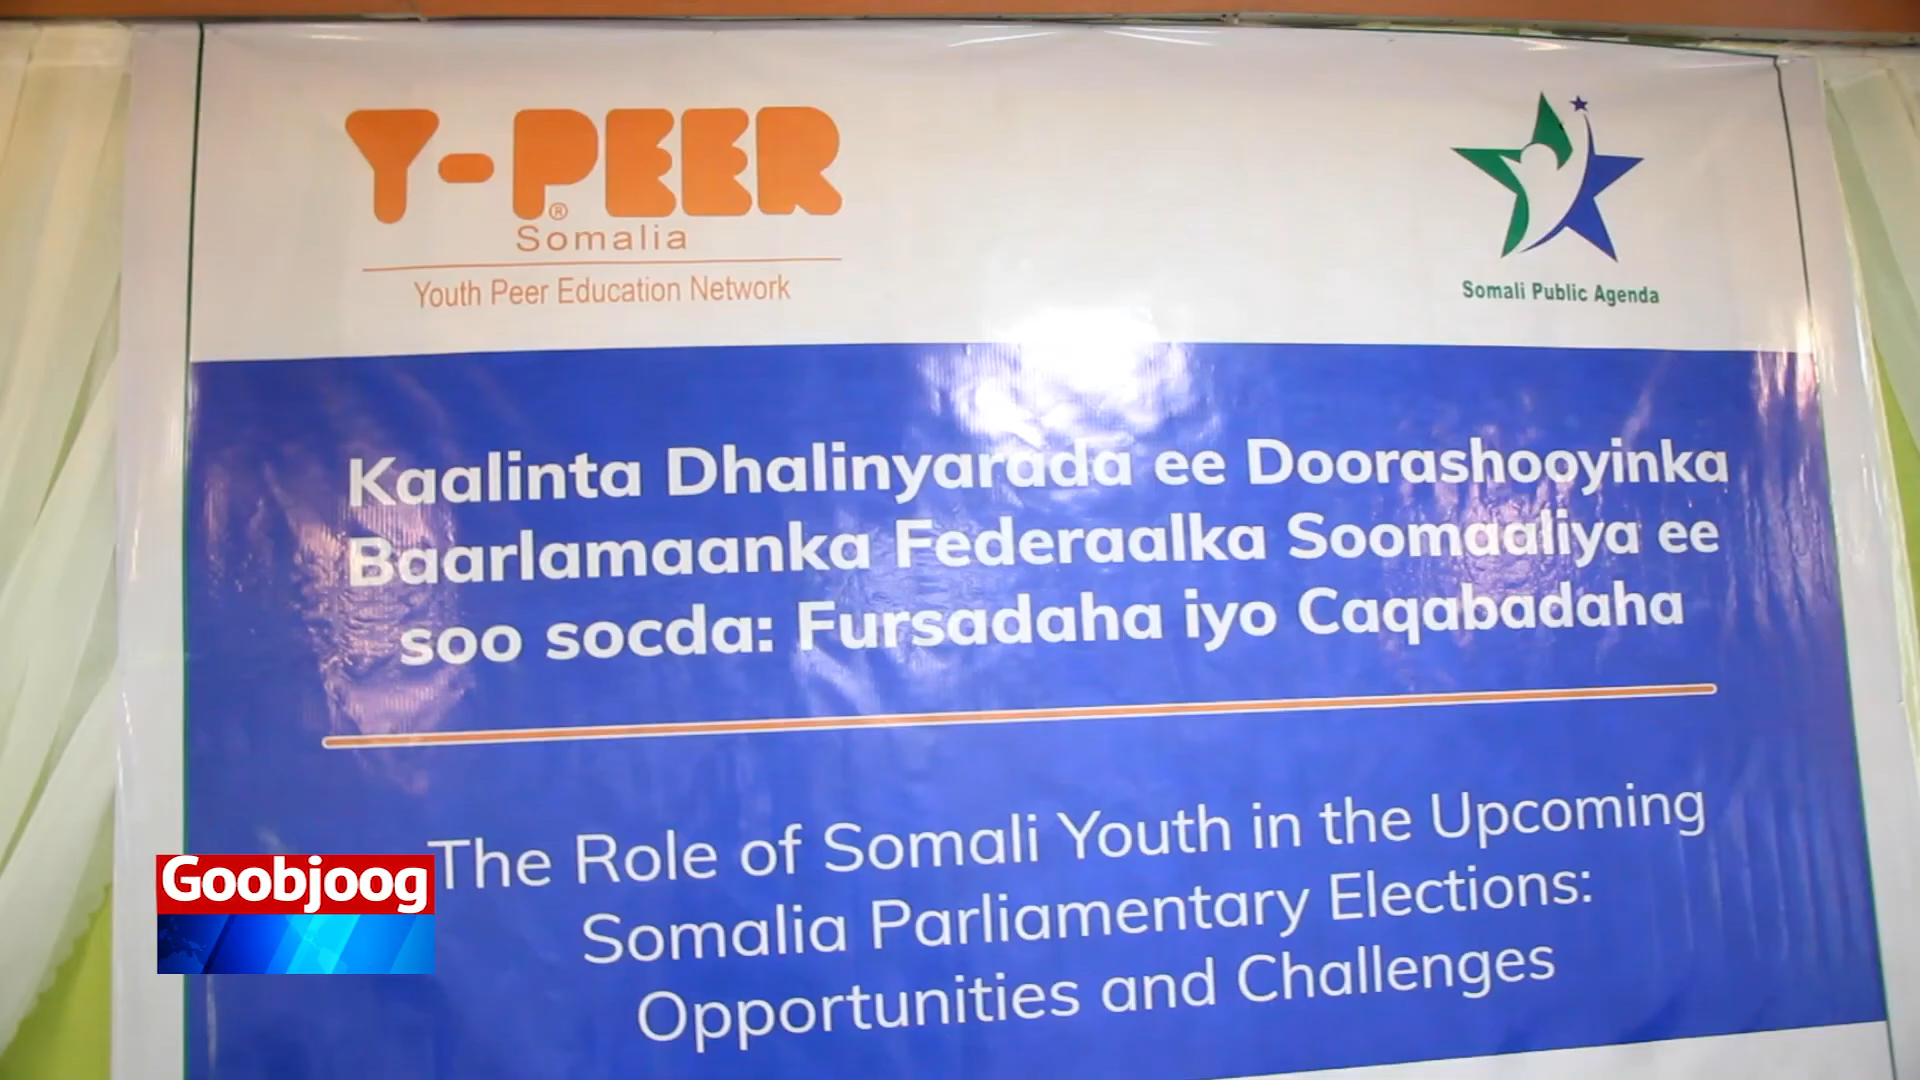 Y-PEER®
Somalia
Youth Peer Education Network
Somali Public Agenda
Kaalinta Dhalinyarada ee Doorashooyinka
Baarlamaanka Federaalka Soomaaliya ee
soo socda: Fursadaha iyo Caqabadaha
The Role of Somali Youth in the Upcoming
Somalia Parliamentary Elections:
Opportunities and Challenges
Goobjoog